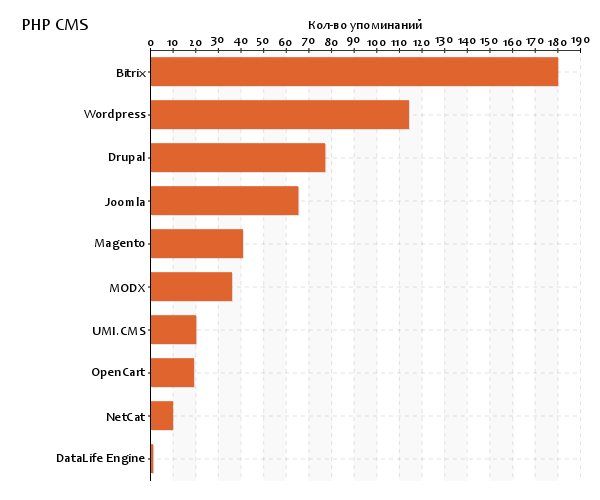 PHP CMS
Кол-во упоминаний
0 10 20 30 40 50 60 70 80 90 100 110 120 130 140 150 160 170 180 190
Bitrix
Wordpress
Drupal
Joomla
Magento
MODX
UMI.CMS
OpenCart
NetCat
DataLife Engine